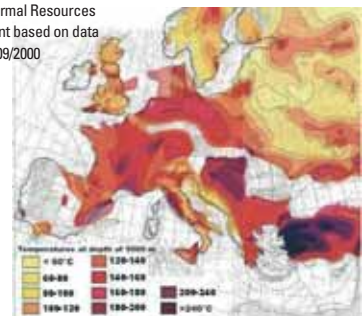 rmal Resources
nt based on data
09/2000
Temperatures at depth of 5000 m
< 60°C
60-80
80-100
100-120
120-140
140-160
160-180
180-200
200-240
>240°C